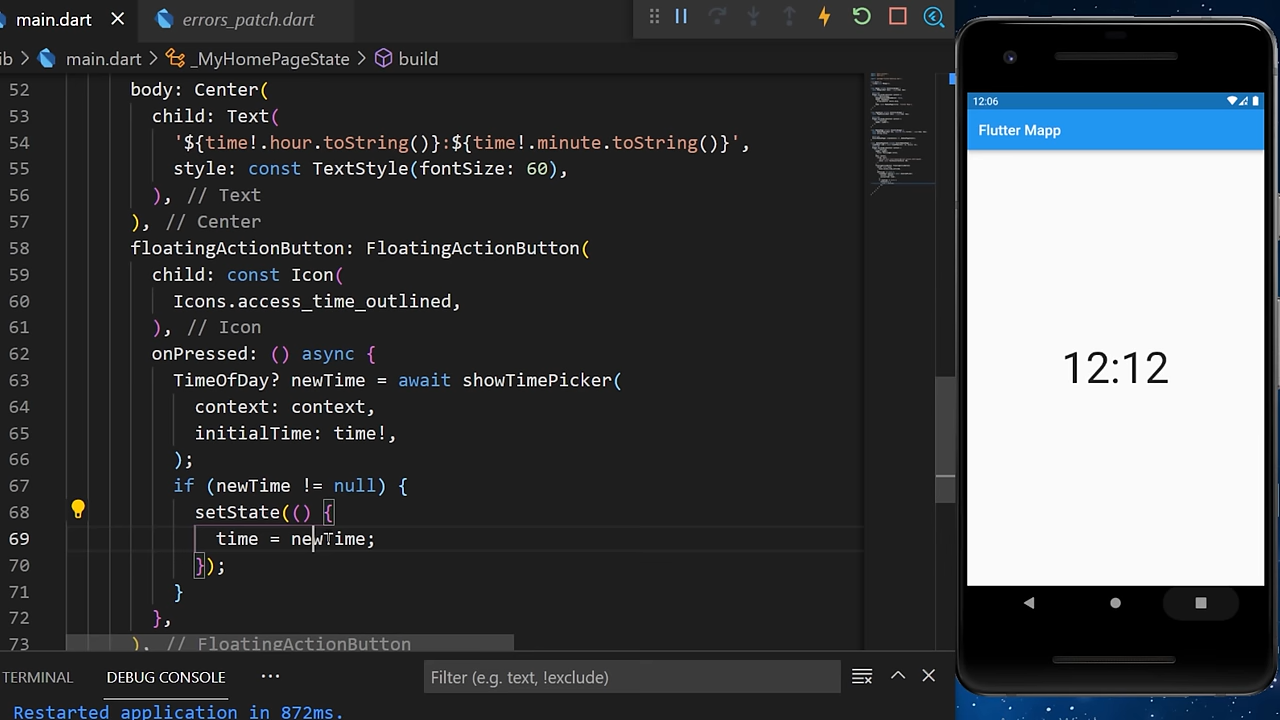 main.dart
errors_patch.dart
ib > main.dart > _MyHomePageState > build
52 body: Center(
53 child: Text(
54 ime!.hour.toString()}:${time!.minute.toString()}',
55 style: const TextStyle(fontSize: 60),
56 ), // Text
57 ), // Center
58 floatingActionButton: FloatingActionButton(
59 child: const Icon(
60 Icons.access_time_outlined,
61 ), // Icon
62 onPressed: () async {
63 TimeOfDay? newTime = await showTimePicker(
64 context: context,
65 initialTime: time!,
66 );
67 if (newTime != null) {
68 setState(() {
69 time = newTime;
70 });
71 }
72 },
73 ), // FloatingActionButton
TERMINAL DEBUG CONSOLE ... Filter (e.g. text, !exclude)
Restarted application in 872ms.
12:06
Flutter Mapp
12:12